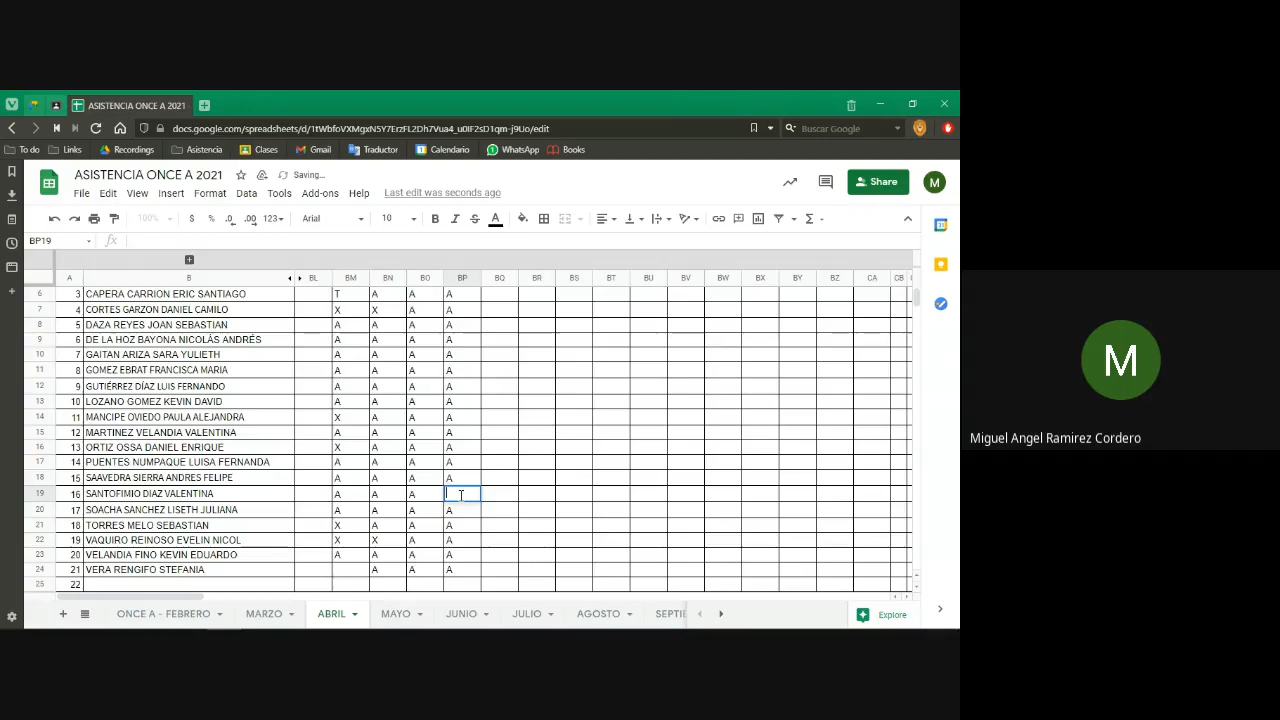 ASISTENCIA ONCE A 2021
docs.google.com/spreadsheets/d/1tWbfoVXMgxN5Y7ErzFL2Dh7Vua4_u0IF2sD1qm-j9Uo/edit
Buscar Google
To do Links Recordings Asistencia Clases Gmail Traductor Calendario WhatsApp Books
ASISTENCIA ONCE A 2021 Saving...
Share M
File Edit View Insert Format Data Tools Add-ons Help Last edit was seconds ago
100% $ % .0 .00 123 Arial 10 B I S A
BP19 fx
A B BL BM BN BO BP BQ BR BS BT BU BV BW BX BY BZ CA CB
6 3 CAPERA CARRION ERIC SANTIAGO T A A A
7 4 CORTES GARZON DANIEL CAMILO X X A A
8 5 DAZA REYES JOAN SEBASTIAN A A A A
9 6 DE LA HOZ BAYONA NICOLÁS ANDRÉS A A A A
10 7 GAITAN ARIZA SARA YULIETH A A A A
11 8 GOMEZ EBRAT FRANCISCA MARIA A A A A
12 9 GUTIÉRREZ DÍAZ LUIS FERNANDO A A A A
13 10 LOZANO GOMEZ KEVIN DAVID A A A A
14 11 MANCIPE OVIEDO PAULA ALEJANDRA X A A A
15 12 MARTINEZ VELANDIA VALENTINA A A A A
16 13 ORTIZ OSSA DANIEL ENRIQUE X A A A
17 14 PUENTES NUMPAQUE LUISA FERNANDA A A A A
18 15 SAAVEDRA SIERRA ANDRES FELIPE A A A A
19 16 SANTOFIMIO DIAZ VALENTINA A A A
20 17 SOACHA SANCHEZ LISETH JULIANA A A A A
21 18 TORRES MELO SEBASTIAN X A A A
22 19 VAQUIRO REINOSO EVELIN NICOL X X A A
23 20 VELANDIA FINO KEVIN EDUARDO A A A A
24 21 VERA RENGIFO STEFANIA A A A
25 22
ONCE A - FEBRERO MARZO ABRIL MAYO JUNIO JULIO AGOSTO SEPTIE
Explore
M
Miguel Angel Ramirez Cordero